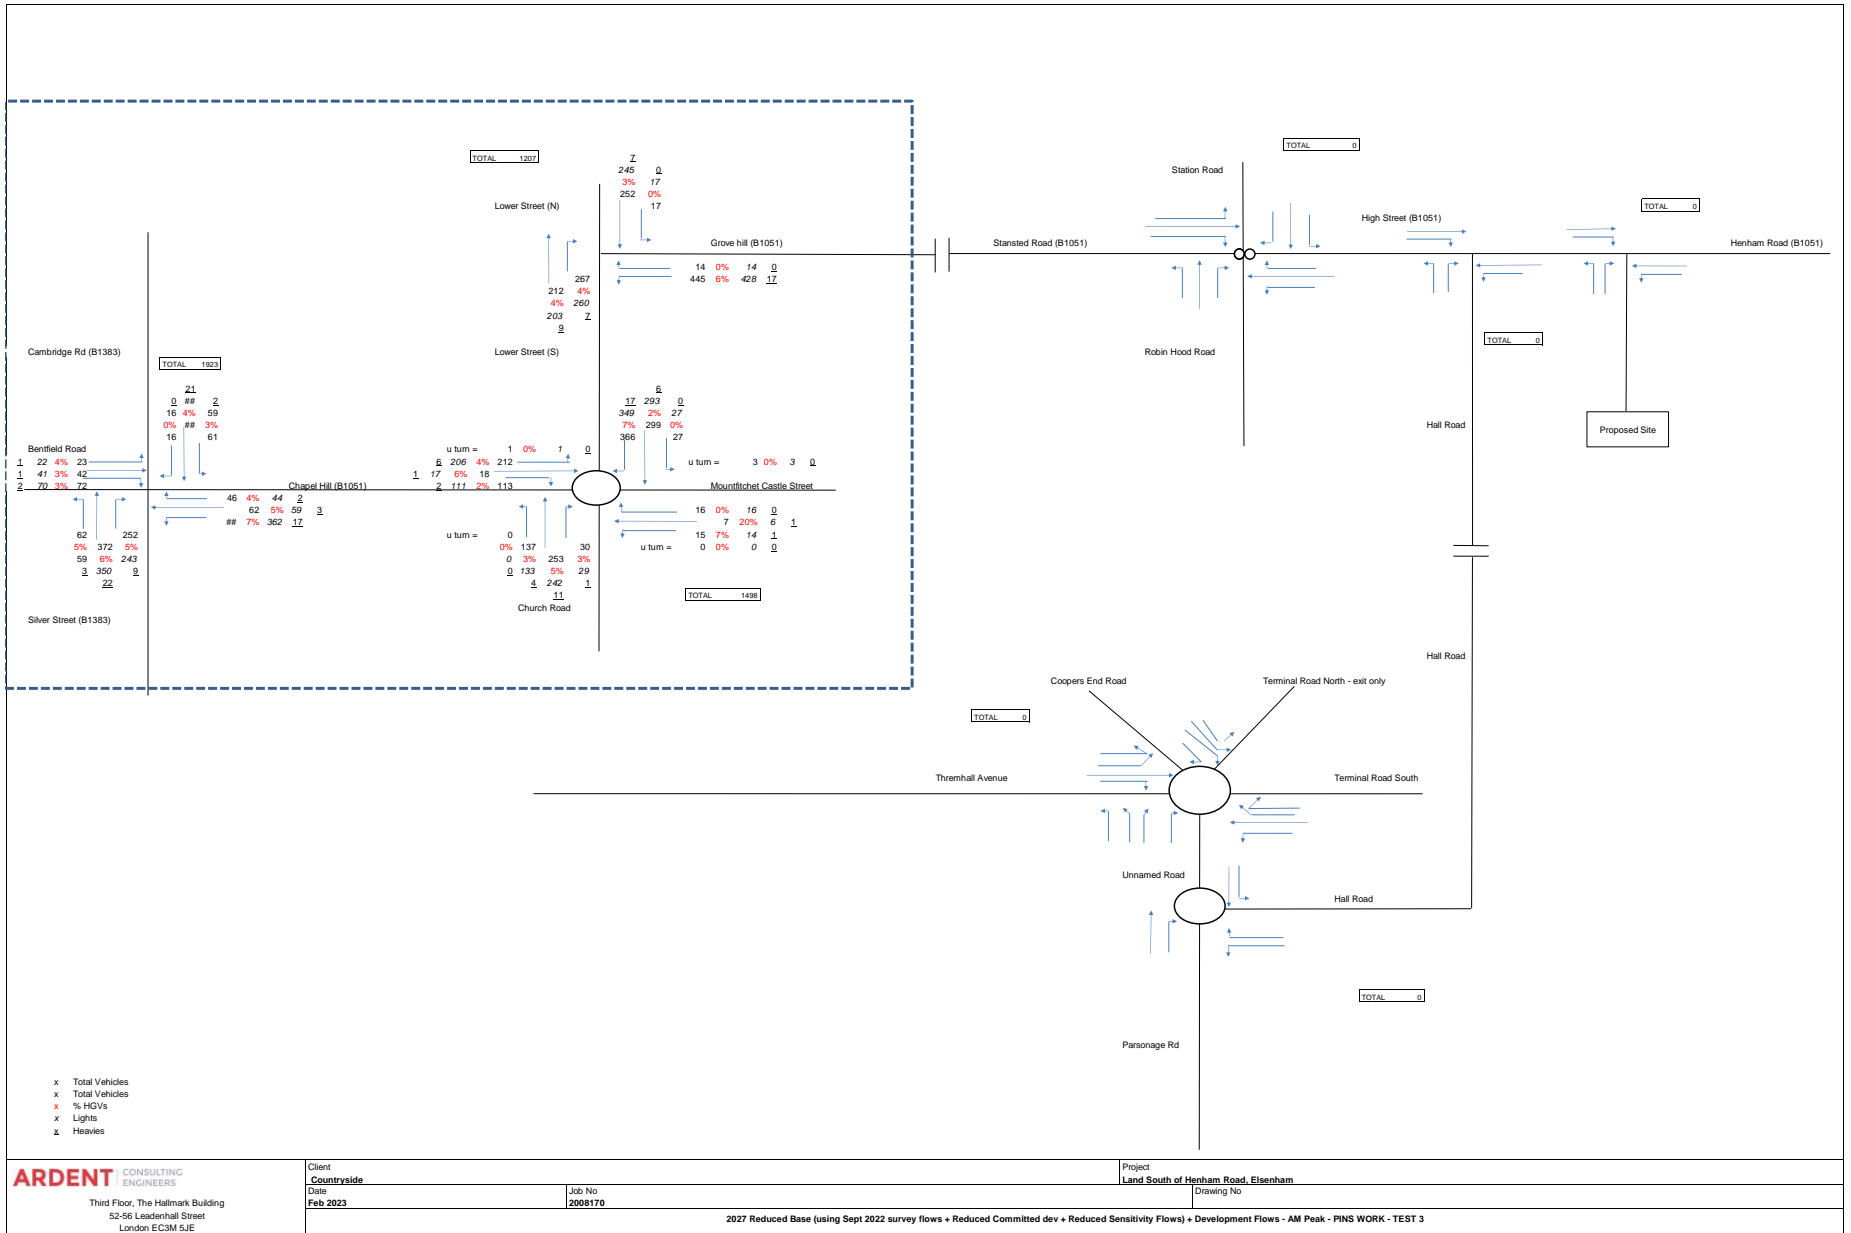 TOTAL 0
TOTAL 1207
7
245 0
3% 17
252 0%
17
Station Road
TOTAL 0
Lower Street (N)
High Street (B1051)
Grove hill (B1051)
Stansted Road (B1051)
Henham Road (B1051)
14 0% 14 0
445 6% 428 17
267
212 4%
4% 260
203 7
9
TOTAL 0
Cambridge Rd (B1383)
Lower Street (S)
Robin Hood Road
TOTAL 1923
21
0 ## 2
16 4% 59
0% ## 3%
16 61
6
17 293 0
349 2% 27
7% 299 0%
366 27
Hall Road
Proposed Site
Bentfield Road
1 22 4% 23
1 41 3% 42
2 70 3% 72
u turn = 1 0% 1 0
6 206 4% 212
1 17 6% 18
2 111 2% 113
u turn = 3 0% 3 0
Chapel Hill (B1051)
Mountfitchet Castle Street
46 4% 44 2
62 5% 59 3
## 7% 362 17
16 0% 16 0
7 20% 6 1
15 7% 14 1
u turn = 0 0% 0 0
62 252
5% 372 5%
59 6% 243
3 350 9
22
u turn = 0
0% 137 30
0 3% 253 3%
0 133 5% 29
4 242 1
11
TOTAL 1498
Church Road
Silver Street (B1383)
Hall Road
Coopers End Road
Terminal Road North - exit only
TOTAL 0
Thremhall Avenue
Terminal Road South
Unnamed Road
Hall Road
TOTAL 0
Parsonage Rd
x Total Vehicles
x Total Vehicles
x % HGVs
x Lights
x Heavies
ARDENT CONSULTING ENGINEERS
Third Floor, The Hallmark Building
52-56 Leadenhall Street
London EC3M 5JE
Client
Countryside
Project
Land South of Henham Road, Elsenham
Date
Feb 2023
Job No
2008170
Drawing No
2027 Reduced Base (using Sept 2022 survey flows + Reduced Committed dev + Reduced Sensitivity Flows) + Development Flows - AM Peak - PINS WORK - TEST 3